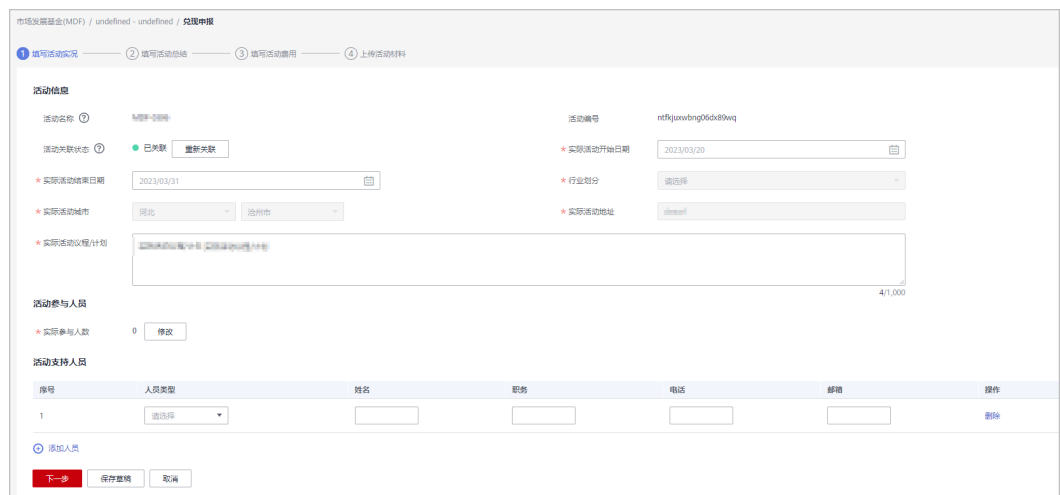 市场发展基金(MDF) / undefined - undefined / 兑现申报
1 填写活动实况 2 填写活动总结 3 填写活动费用 4 上传活动材料
活动信息
活动名称 ? 活动编号 ntfkjuxwbng06dx89wq
活动关联状态 ? 已关联 重新关联 * 实际活动开始日期 2023/03/20
* 实际活动结束日期 2023/03/31 * 行业划分 请选择
* 实际活动城市 河北 沧州市 * 实际活动地址
* 实际活动议程/计划
4/1,000
活动参与人员
* 实际参与人数 0 修改
活动支持人员
序号 人员类型 姓名 职务 电话 邮箱 操作
1 请选择 删除
添加人员
下一步 保存草稿 取消